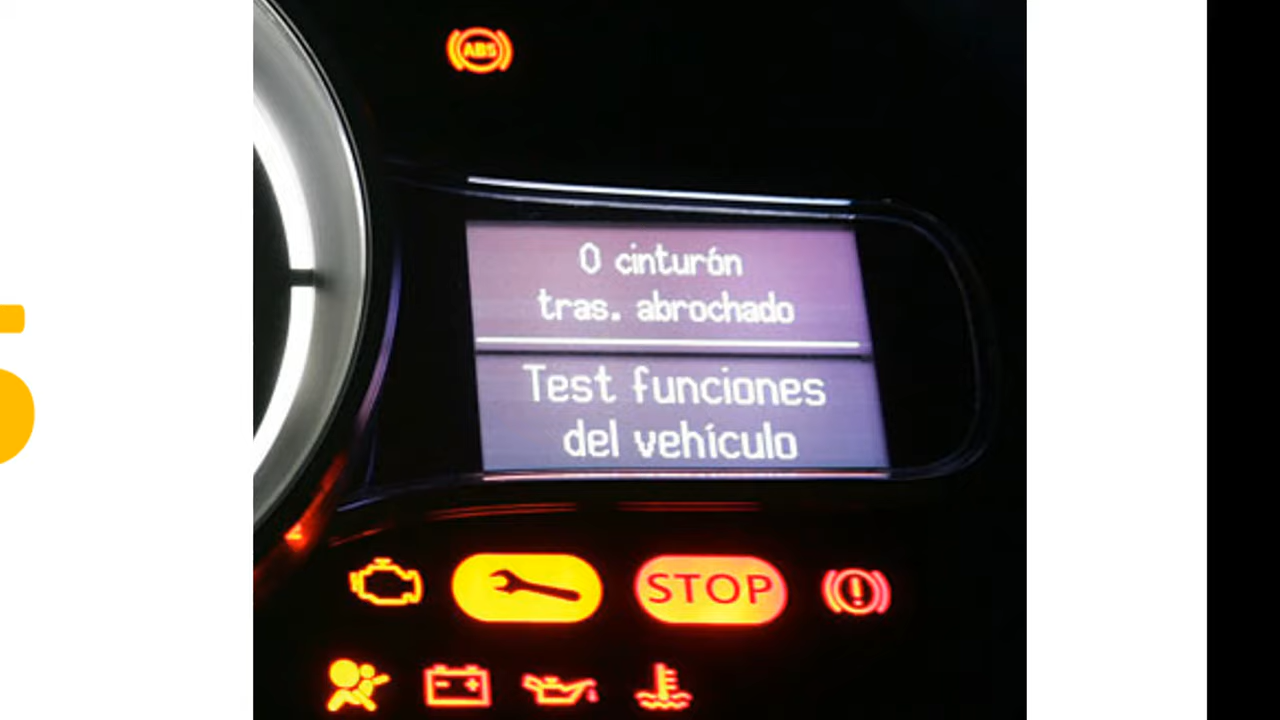 ABS
0 cinturón
tras. abrochado
Test funciones
del vehículo
STOP